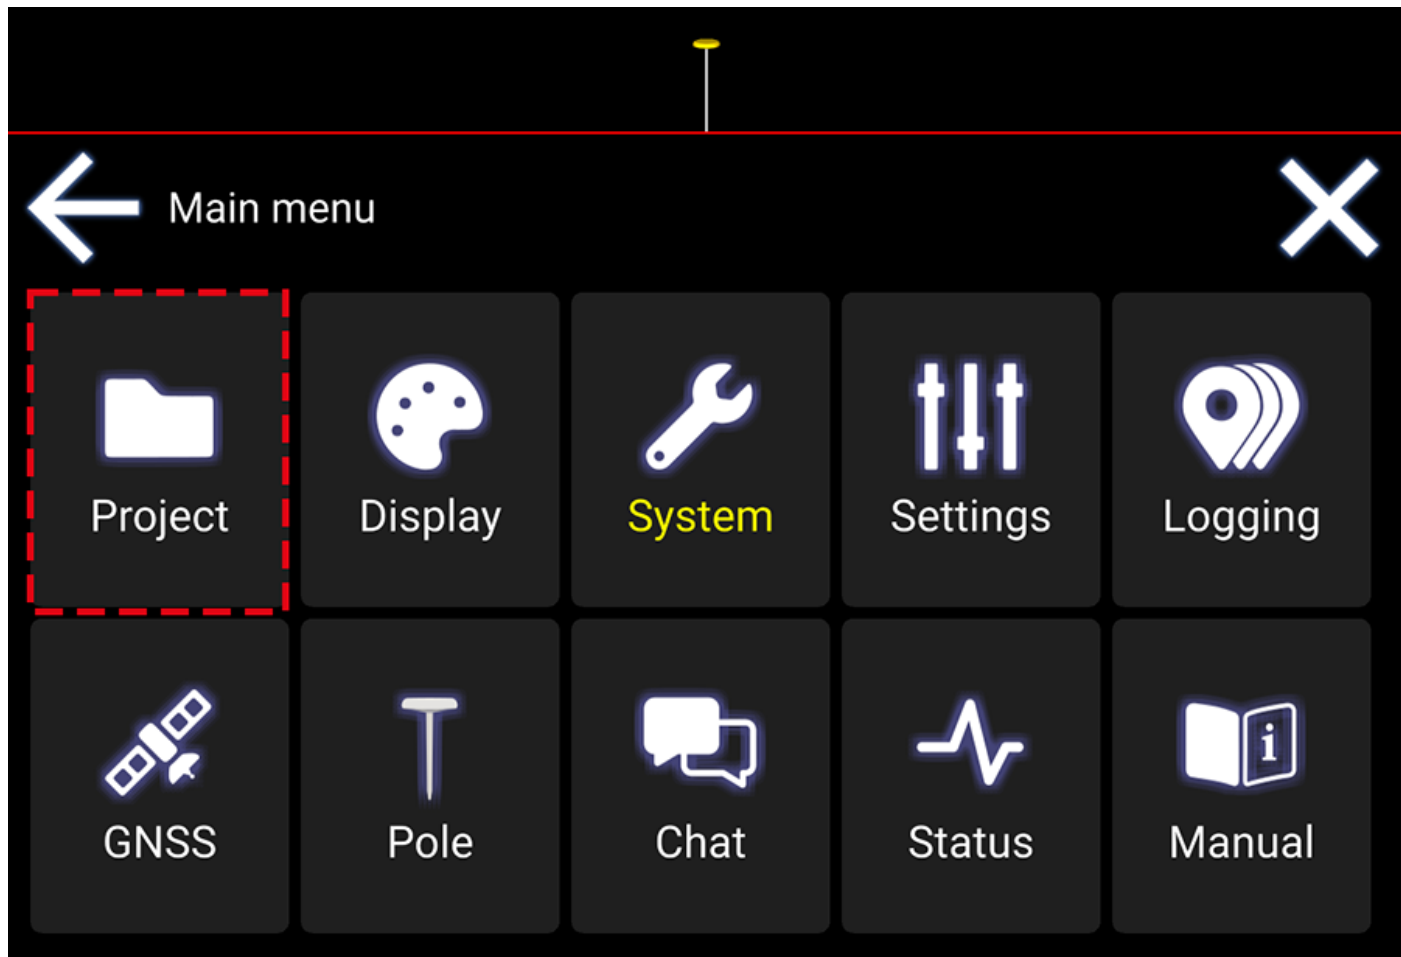 Main menu
Project
Display
System
Settings
Logging
GNSS
Pole
Chat
Status
Manual